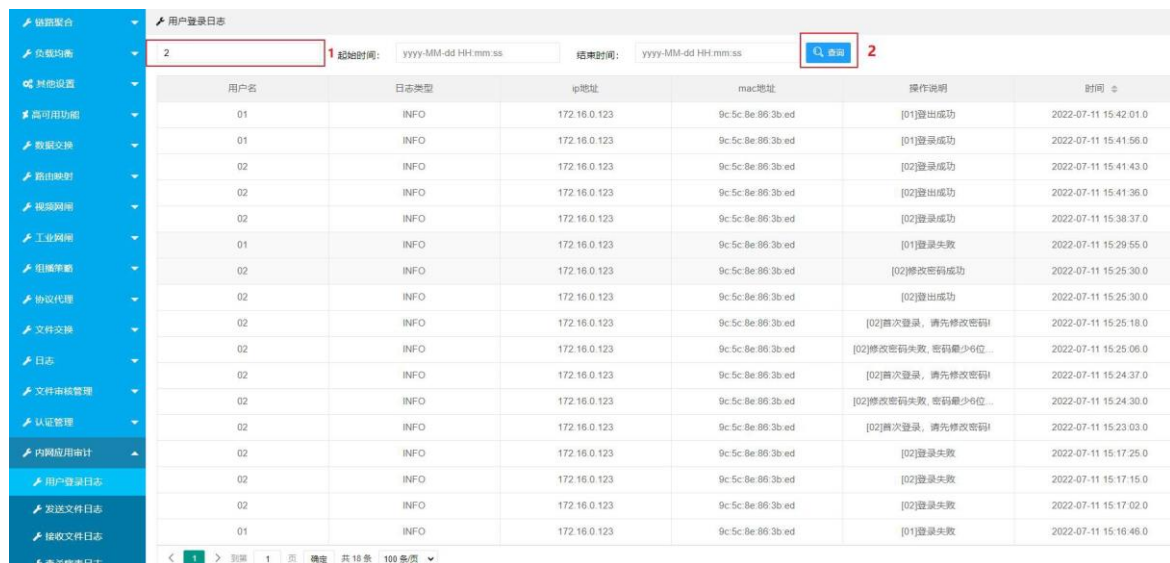 链路聚合
负载均衡
其他设置
高可用功能
数据交换
路由映射
视频网闸
工业网闸
组播策略
协议代理
文件交换
日志
文件审核管理
认证管理
内网应用审计
用户登录日志
发送文件日志
接收文件日志
用户登录日志
2 1 起始时间： yyyy-MM-dd HH:mm:ss 结束时间： yyyy-MM-dd HH:mm:ss 查询 2
用户名 日志类型 ip地址 mac地址 操作说明 时间
01 INFO 172.16.0.123 9c:5c:8e:86:3b:ed [01]登出成功 2022-07-11 15:42:01.0
01 INFO 172.16.0.123 9c:5c:8e:86:3b:ed [01]登录成功 2022-07-11 15:41:56.0
02 INFO 172.16.0.123 9c:5c:8e:86:3b:ed [02]登录成功 2022-07-11 15:41:43.0
02 INFO 172.16.0.123 9c:5c:8e:86:3b:ed [02]登出成功 2022-07-11 15:41:36.0
02 INFO 172.16.0.123 9c:5c:8e:86:3b:ed [02]登录成功 2022-07-11 15:38:37.0
01 INFO 172.16.0.123 9c:5c:8e:86:3b:ed [01]登录失败 2022-07-11 15:29:55.0
02 INFO 172.16.0.123 9c:5c:8e:86:3b:ed [02]修改密码成功 2022-07-11 15:25:30.0
02 INFO 172.16.0.123 9c:5c:8e:86:3b:ed [02]登出成功 2022-07-11 15:25:30.0
02 INFO 172.16.0.123 9c:5c:8e:86:3b:ed [02]首次登录，请先修改密码! 2022-07-11 15:25:18.0
02 INFO 172.16.0.123 9c:5c:8e:86:3b:ed [02]修改密码失败, 密码最少6位... 2022-07-11 15:25:06.0
02 INFO 172.16.0.123 9c:5c:8e:86:3b:ed [02]首次登录，请先修改密码! 2022-07-11 15:24:37.0
02 INFO 172.16.0.123 9c:5c:8e:86:3b:ed [02]修改密码失败, 密码最少6位... 2022-07-11 15:24:30.0
02 INFO 172.16.0.123 9c:5c:8e:86:3b:ed [02]首次登录，请先修改密码! 2022-07-11 15:23:03.0
02 INFO 172.16.0.123 9c:5c:8e:86:3b:ed [02]登录失败 2022-07-11 15:17:25.0
02 INFO 172.16.0.123 9c:5c:8e:86:3b:ed [02]登录失败 2022-07-11 15:17:15.0
02 INFO 172.16.0.123 9c:5c:8e:86:3b:ed [02]登录失败 2022-07-11 15:17:02.0
01 INFO 172.16.0.123 9c:5c:8e:86:3b:ed [01]登录失败 2022-07-11 15:16:46.0
1 到第 1 页 确定 共 18 条 100 条/页